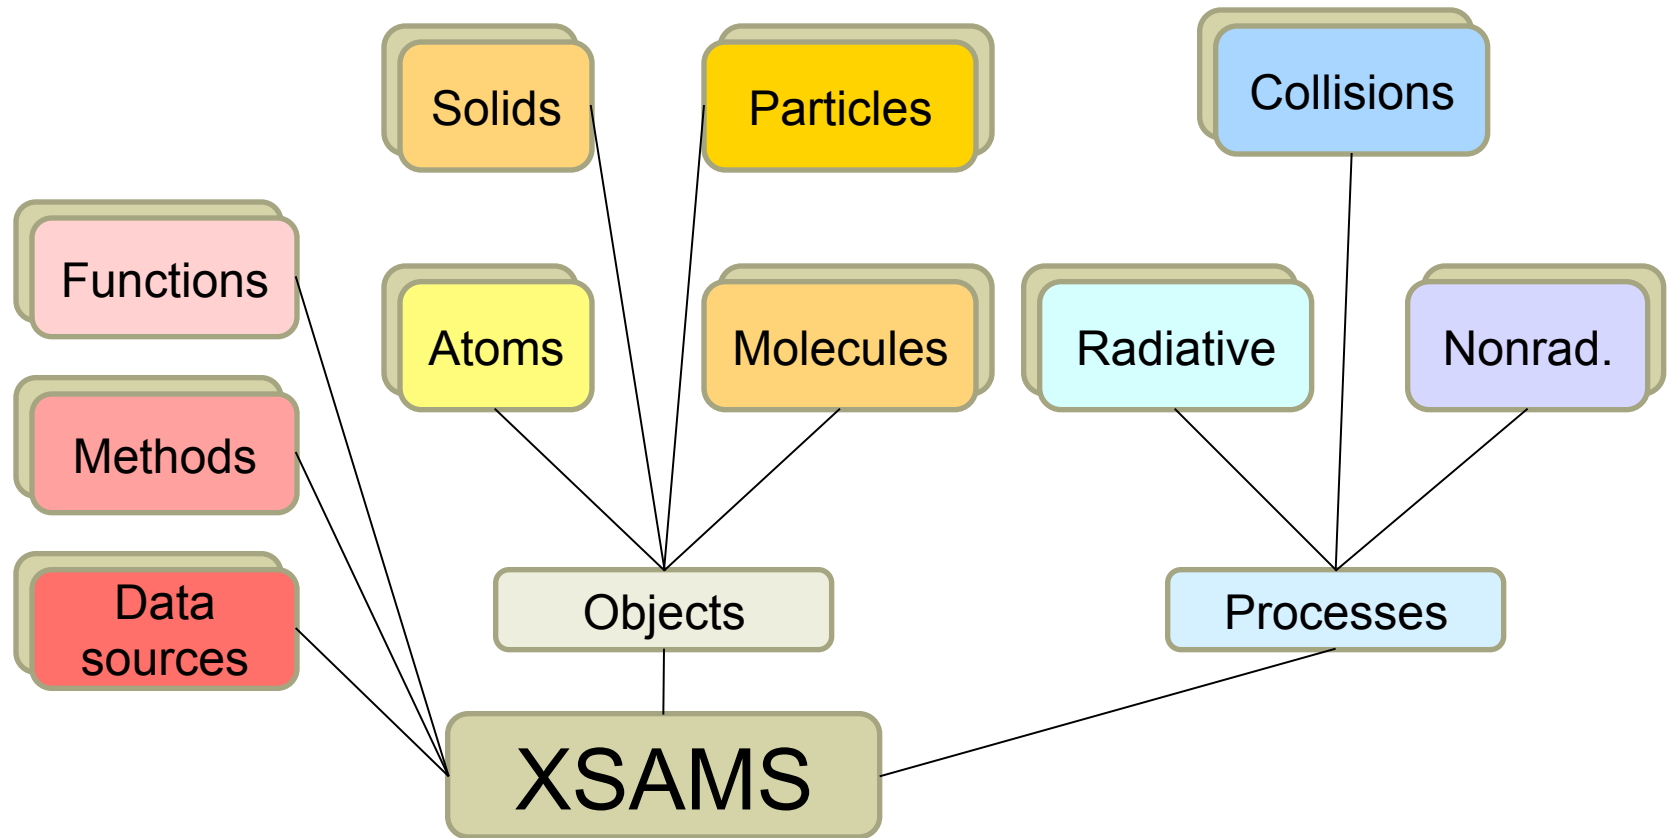 Solids
Particles
Collisions
Functions
Atoms
Molecules
Radiative
Nonrad.
Methods
Data
sources
Objects
Processes
XSAMS